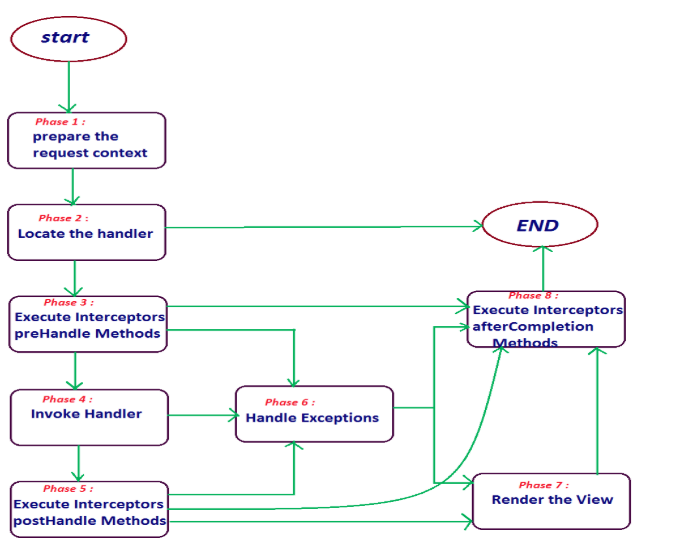 start
Phase 1 :
prepare the
request context
Phase 2 :
Locate the handler
END
Phase 3 :
Execute Interceptors
preHandle Methods
Phase 8 :
Execute Interceptors
afterCompletion
Methods
Phase 4 :
Invoke Handler
Phase 6 :
Handle Exceptions
Phase 5 :
Execute Interceptors
postHandle Methods
Phase 7 :
Render the View